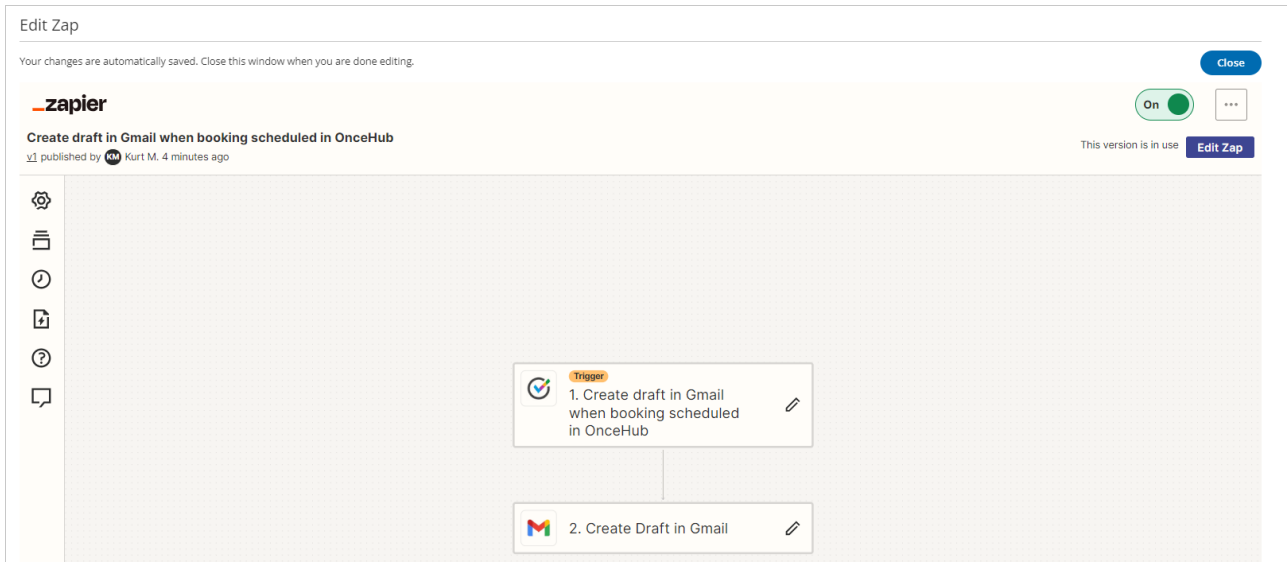 Edit Zap
Your changes are automatically saved. Close this window when you are done editing.
Close
_zapier
On
Create draft in Gmail when booking scheduled in OnceHub
v1 published by KM Kurt M. 4 minutes ago
This version is in use
Edit Zap
Trigger
1. Create draft in Gmail
when booking scheduled
in OnceHub
2. Create Draft in Gmail